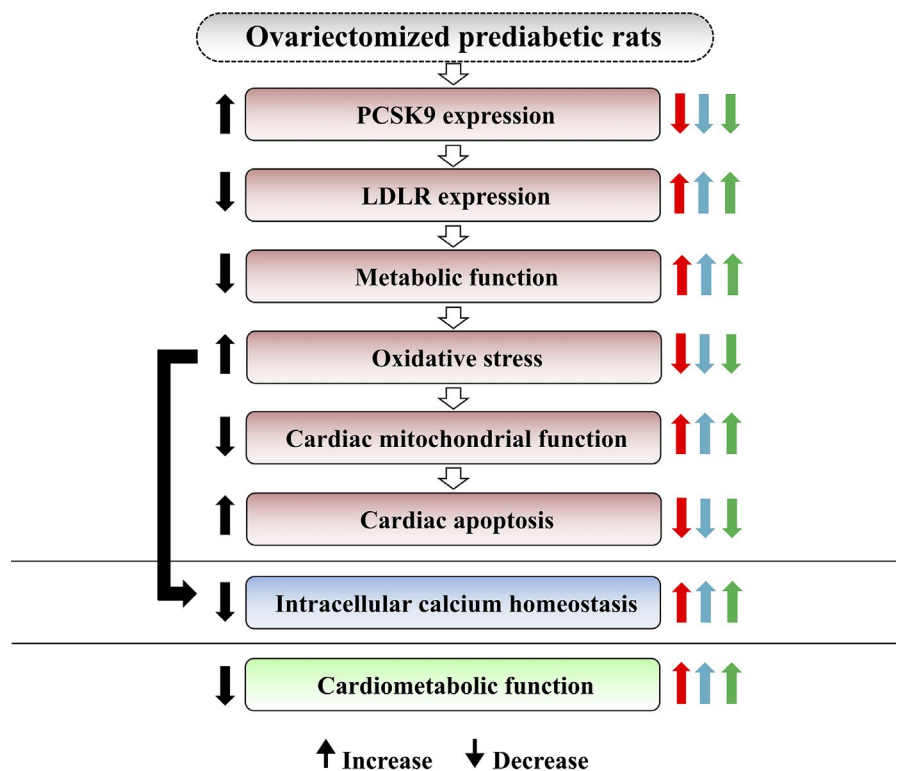 Ovariectomized prediabetic rats
PCSK9 expression
LDLR expression
Metabolic function
Oxidative stress
Cardiac mitochondrial function
Cardiac apoptosis
Intracellular calcium homeostasis
Cardiometabolic function
Increase Decrease